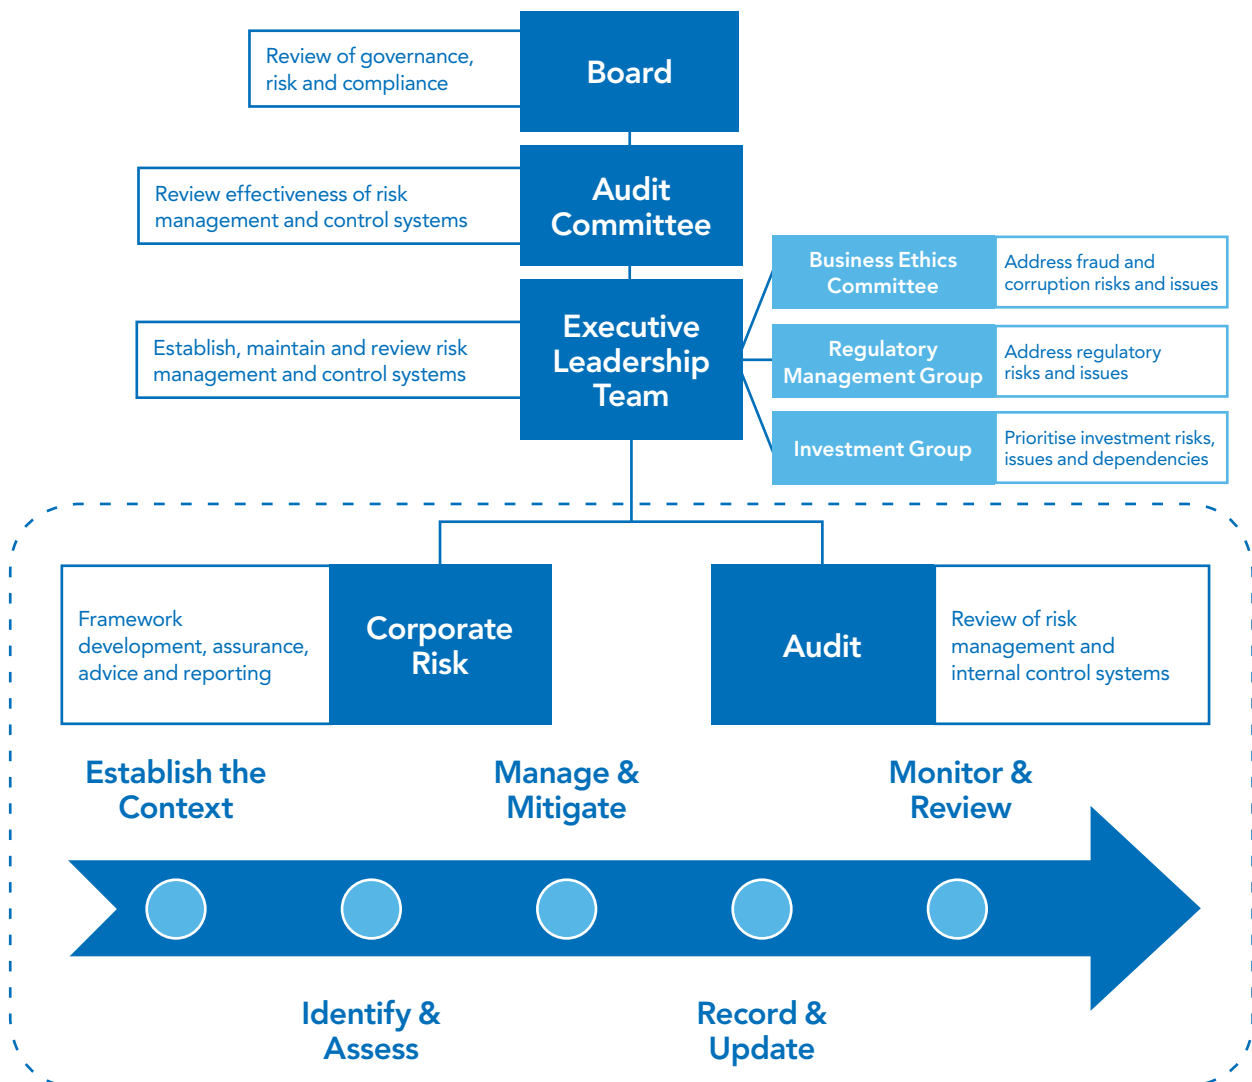 Review of governance,
risk and compliance
Board
Review effectiveness of risk
management and control systems
Audit
Committee
Establish, maintain and review risk
management and control systems
Executive
Leadership
Team
Business Ethics
Committee
Address fraud and
corruption risks and issues
Regulatory
Management Group
Address regulatory
risks and issues
Investment Group
Prioritise investment risks,
issues and dependencies
Framework
development, assurance,
advice and reporting
Corporate
Risk
Audit
Review of risk
management and
internal control systems
Establish the
Context
Manage &
Mitigate
Monitor &
Review
Identify &
Assess
Record &
Update